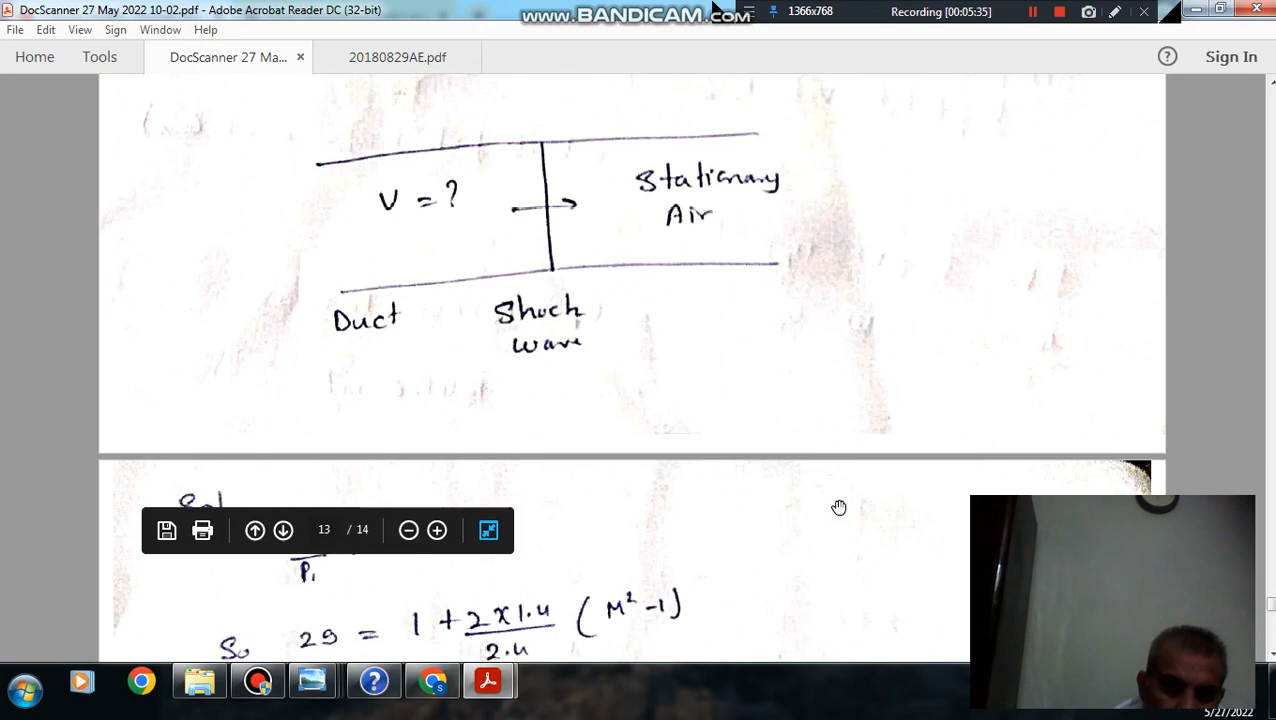 DocScanner 27 May 2022 10-02.pdf - Adobe Acrobat Reader DC (32-bit)
www.BANDICAM.com
1366x768
Recording [00:05:35]
File Edit View Sign Window Help
Home Tools DocScanner 27 Ma... × 20180829AE.pdf
? Sign In
V = ?
Stationary
Air
Duct
Shock
wave
Sol
13 / 14
P1
So 29 = 1 + 2 x 1.4 (M² - 1)
2.4
5/27/2022